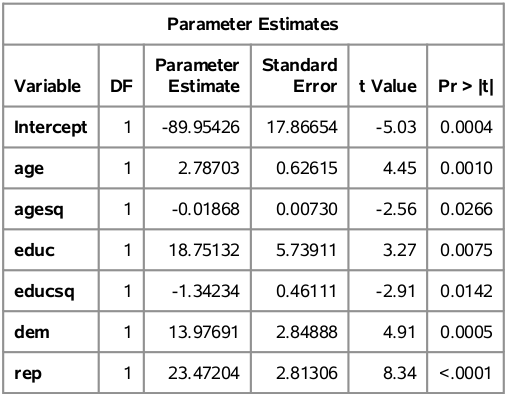 Parameter Estimates
Variable DF Parameter Estimate Standard Error t Value Pr > |t|
Intercept 1 -89.95426 17.86654 -5.03 0.0004
age 1 2.78703 0.62615 4.45 0.0010
agesq 1 -0.01868 0.00730 -2.56 0.0266
educ 1 18.75132 5.73911 3.27 0.0075
educsq 1 -1.34234 0.46111 -2.91 0.0142
dem 1 13.97691 2.84888 4.91 0.0005
rep 1 23.47204 2.81306 8.34 <.0001